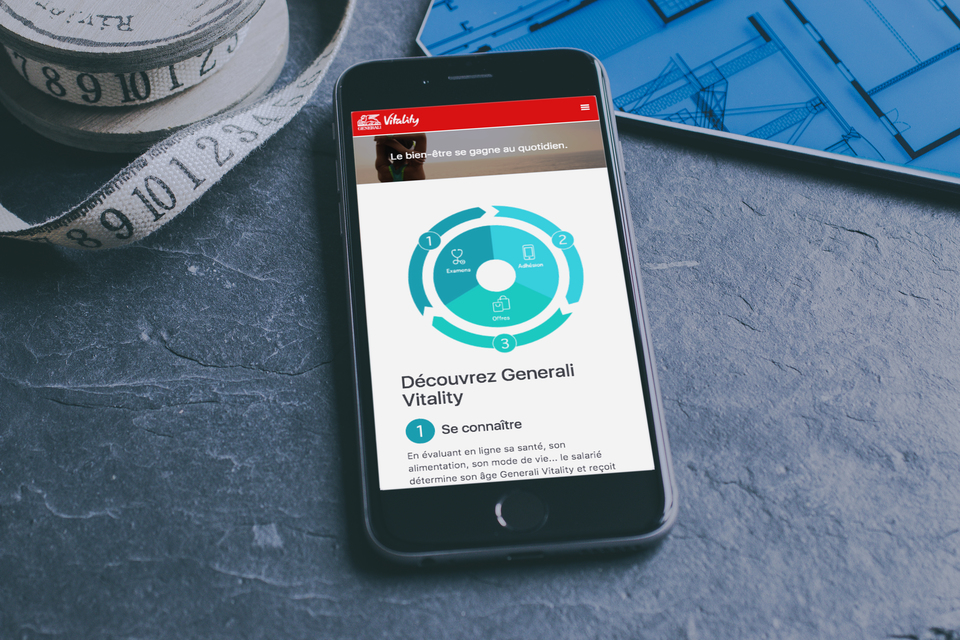 7 8 9 10 1 2
8 9 10 1 2 3 4
GENERALI Vitality
Le bien-être se gagne au quotidien.
1
2
Examens
Adhésion
Offres
3
Découvrez Generali
Vitality
1 Se connaître
En évaluant en ligne sa santé, son
alimentation, son mode de vie... le salarié
détermine son âge Generali Vitality et reçoit